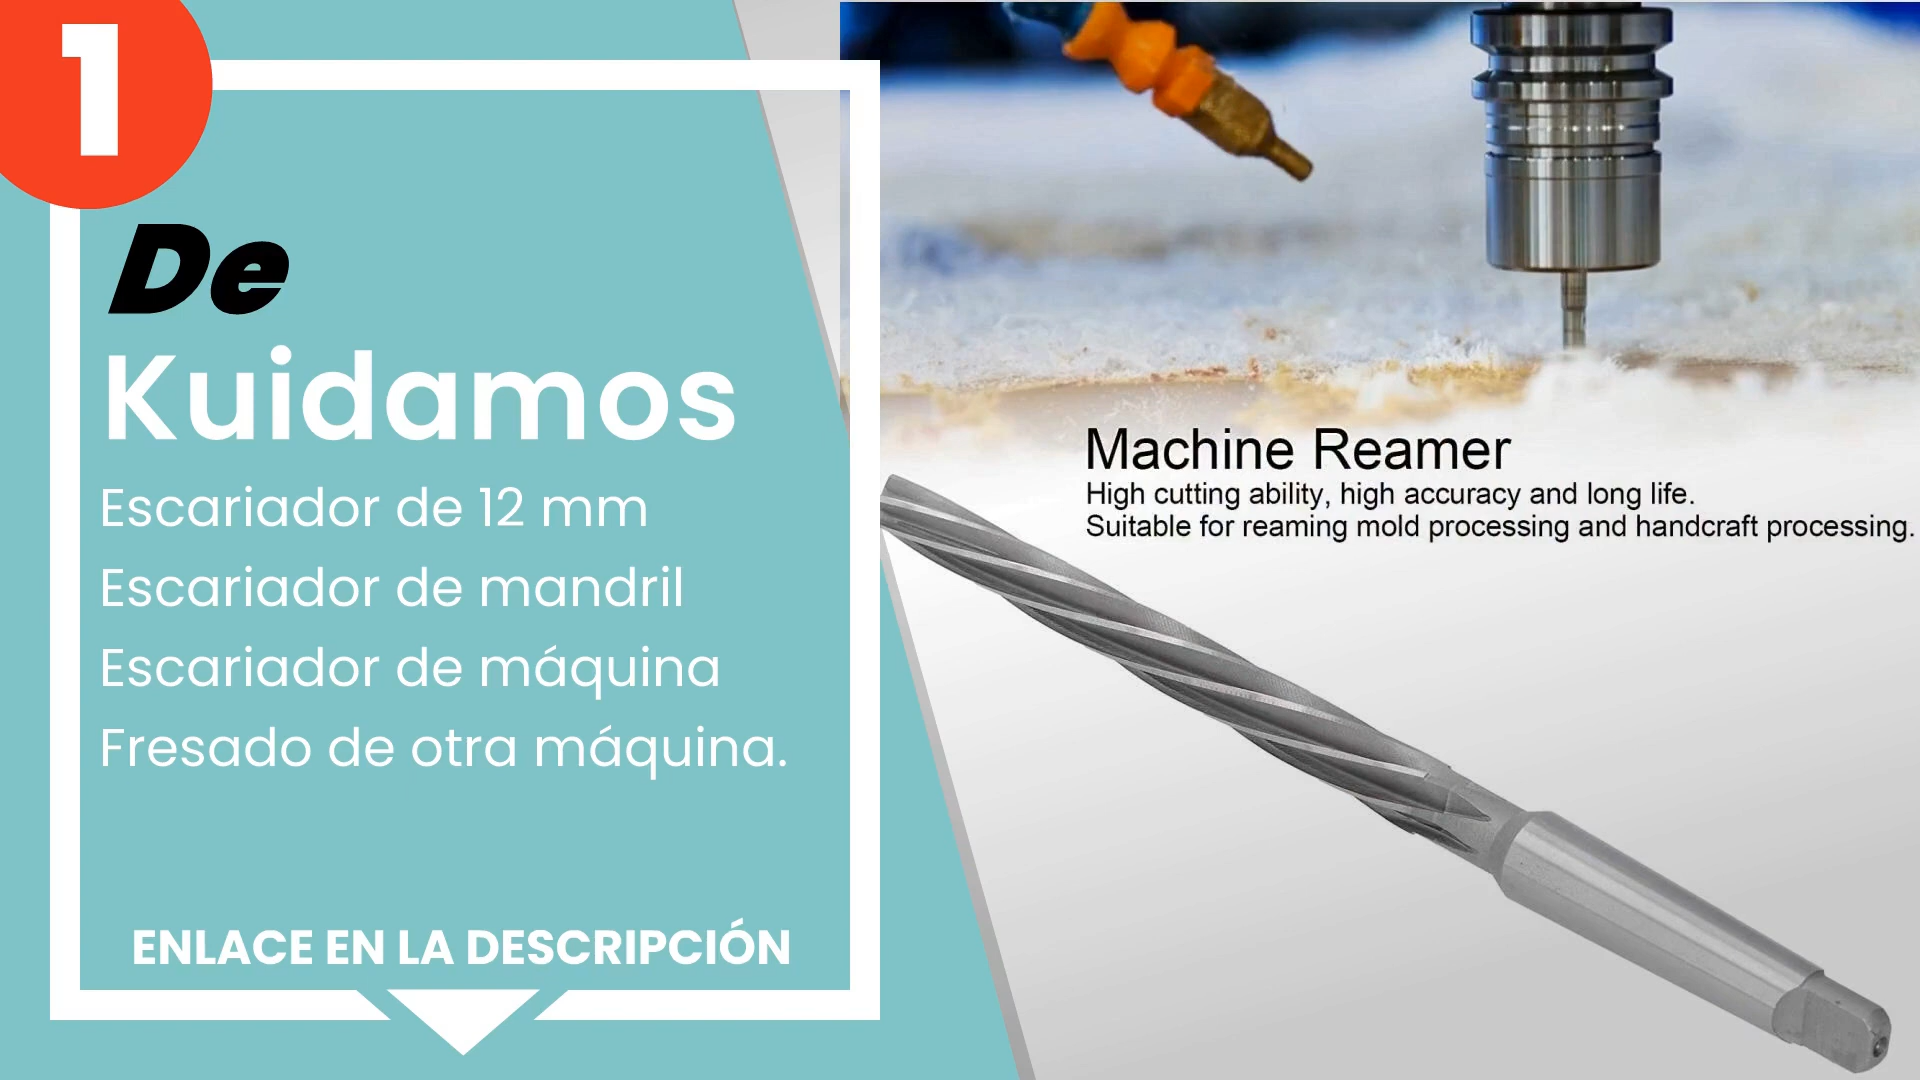 1
De
Kuidamos
Escariador de 12 mm
Escariador de mandril
Escariador de máquina
Fresado de otra máquina.
ENLACE EN LA DESCRIPCIÓN
Machine Reamer
High cutting ability, high accuracy and long life.
Suitable for reaming mold processing and handcraft processing.